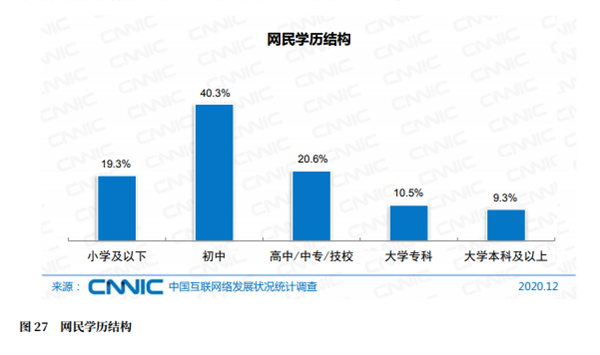 网民学历结构
40.3%
19.3%
20.6%
10.5%
9.3%
小学及以下 初中 高中/中专/技校 大学专科 大学本科及以上
来源： CNNIC 中国互联网络发展状况统计调查 2020.12
图 27 网民学历结构